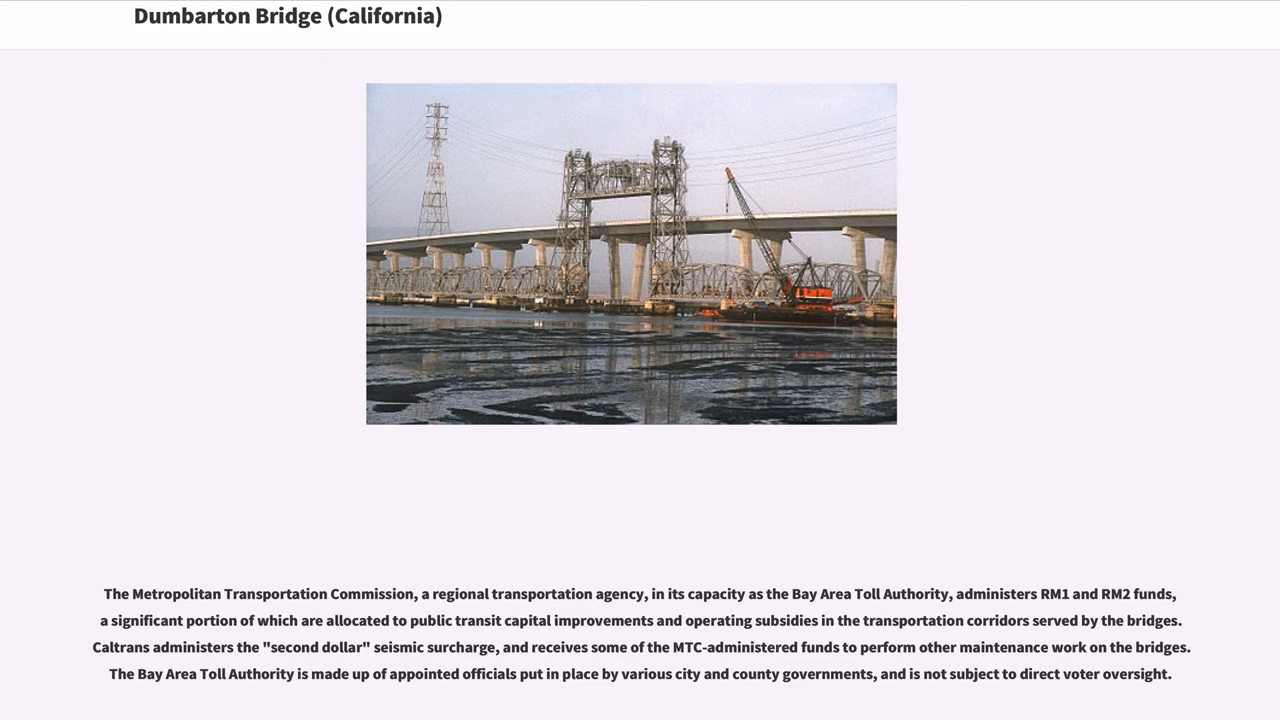 Dumbarton Bridge (California)
The Metropolitan Transportation Commission, a regional transportation agency, in its capacity as the Bay Area Toll Authority, administers RM1 and RM2 funds,
a significant portion of which are allocated to public transit capital improvements and operating subsidies in the transportation corridors served by the bridges.
Caltrans administers the "second dollar" seismic surcharge, and receives some of the MTC-administered funds to perform other maintenance work on the bridges.
The Bay Area Toll Authority is made up of appointed officials put in place by various city and county governments, and is not subject to direct voter oversight.